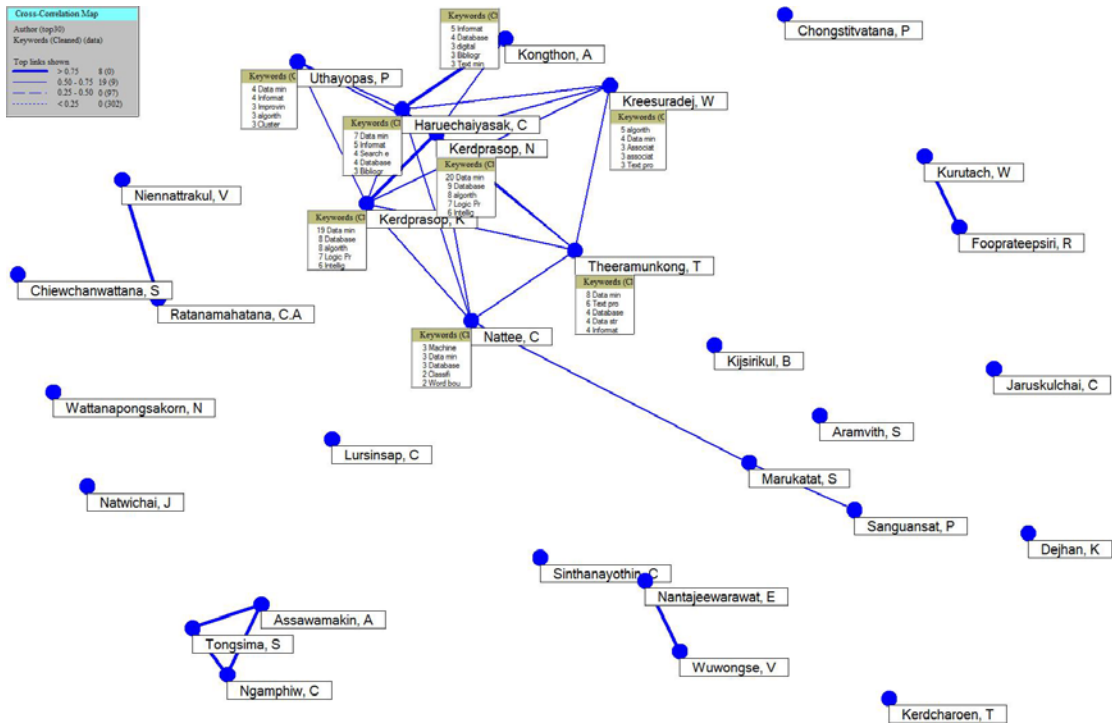 Cross-Correlation Map
Author (top30)
Keywords (Cleaned) (data)
Top links shown
> 0.75 8 (0)
0.50 - 0.75 19 (9)
0.25 - 0.50 0 (97)
< 0.25 0 (302)
Chongstitvatana, P
Keywords (Cl
5 Informat
4 Database
3 digital
3 Bibliogr
3 Text min
Kongthon, A
Uthayopas, P
Keywords (C
4 Data min
4 Informat
3 Improvin
3 algorith
3 Cluster
Kreesuradej, W
Keywords (C
5 algorith
4 Data min
3 Associat
3 associat
3 Text pro
Haruechaiyasak, C
Keywords (Cl
7 Data min
5 Informat
4 Search e
4 Database
3 Bibliogr
Kerdprasop, N
Keywords (Cl
20 Data min
9 Database
8 algorith
7 Logic Pr
6 Intellig
Kurutach, W
Niennattrakul, V
Kerdprasop, K
Keywords (Cl
19 Data min
8 Database
8 algorith
7 Logic Pr
6 Intellig
Fooprateepsiri, R
Theeramunkong, T
Keywords (Cl
8 Data min
6 Text pro
4 Database
4 Data str
4 Informat
Chiewchanwattana, S
Ratanamahatana, C.A
Nattee, C
Keywords (Cl
3 Machine
3 Data min
3 Database
2 Classifi
2 Word bou
Kijsirikul, B
Jaruskulchai, C
Wattanapongsakorn, N
Aramvith, S
Lursinsap, C
Marukatat, S
Natwichai, J
Sanguansat, P
Dejhan, K
Sinthanayothin, C
Nantajeewarawat, E
Assawamakin, A
Tongsima, S
Wuwongse, V
Ngamphiw, C
Kerdcharoen, T